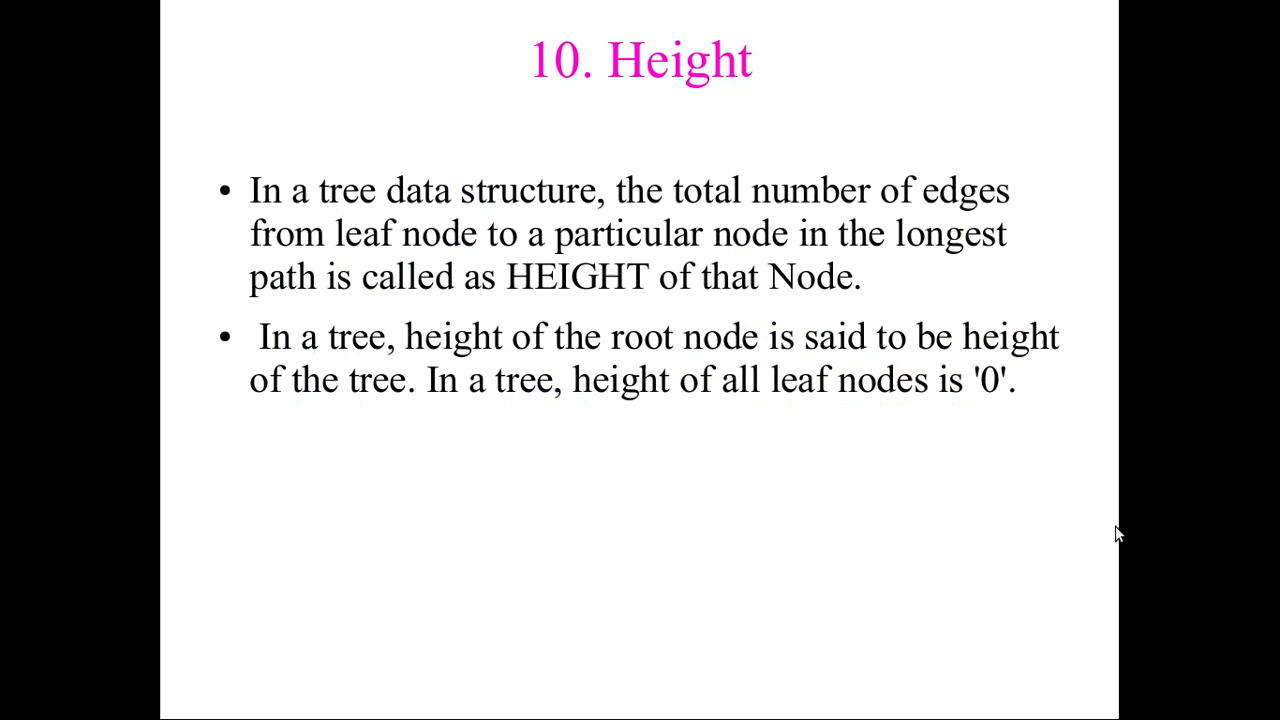 10. Height
• In a tree data structure, the total number of edges
from leaf node to a particular node in the longest
path is called as HEIGHT of that Node.
• In a tree, height of the root node is said to be height
of the tree. In a tree, height of all leaf nodes is '0'.